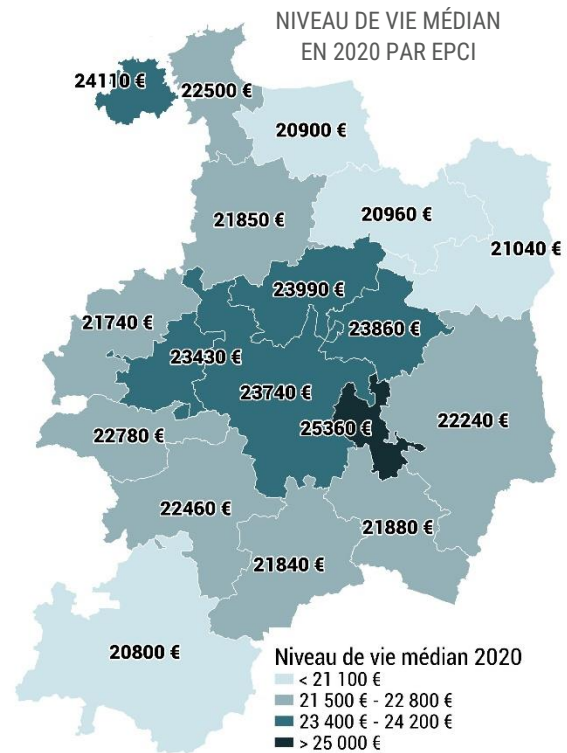 NIVEAU DE VIE MÉDIAN
EN 2020 PAR EPCI
24110 €
22500 €
20900 €
21850 €
20960 €
21040 €
23990 €
21740 €
23860 €
23430 €
23740 €
25360 €
22240 €
22780 €
22460 €
21880 €
21840 €
20800 €
Niveau de vie médian 2020
< 21 100 €
21 500 € - 22 800 €
23 400 € - 24 200 €
> 25 000 €